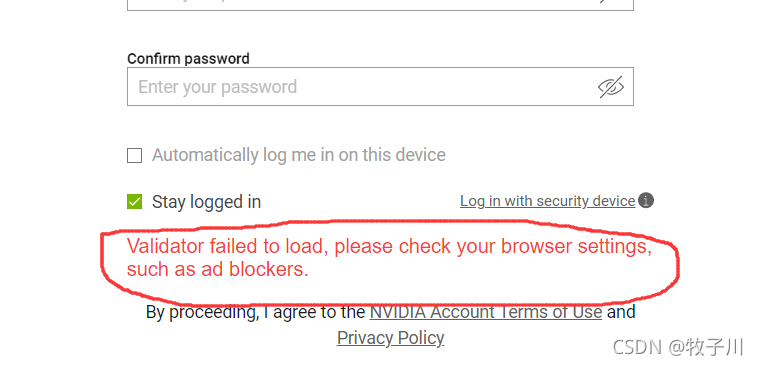 Confirm password
Enter your password
Automatically log me in on this device
Stay logged in
Log in with security device
Validator failed to load, please check your browser settings,
such as ad blockers.
By proceeding, I agree to the NVIDIA Account Terms of Use and
Privacy Policy
CSDN @牧子川